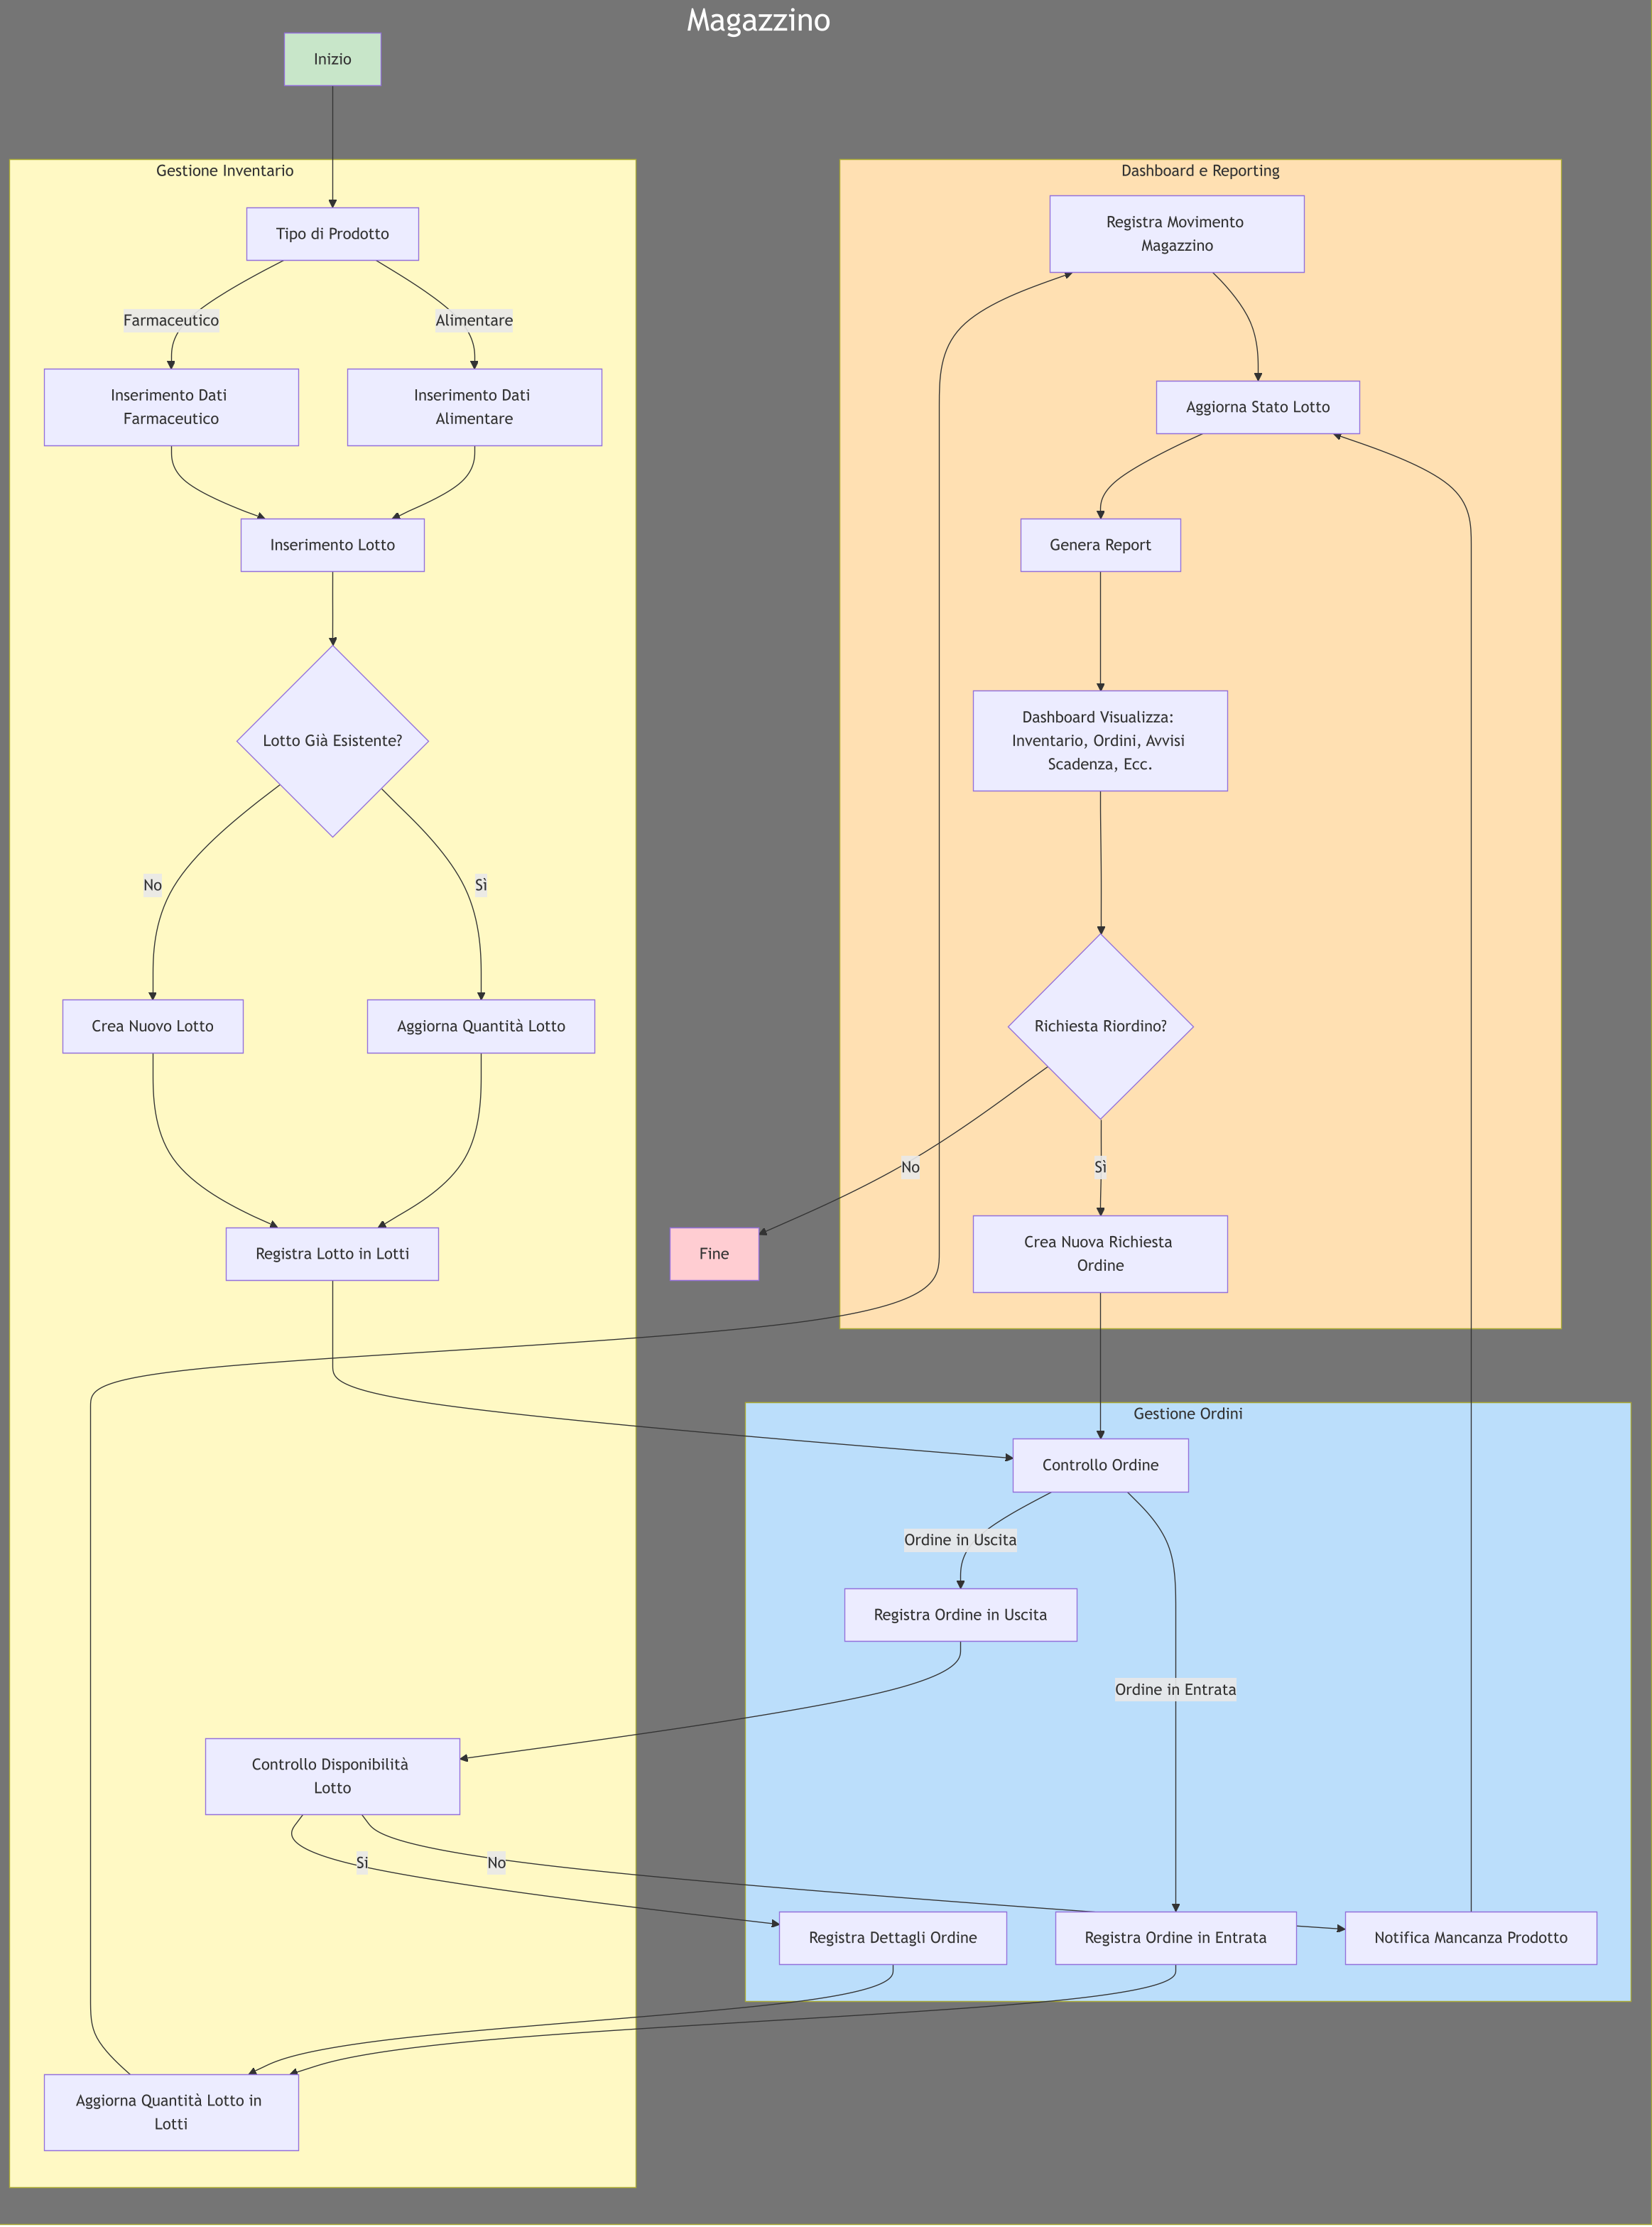 Magazzino
Inizio
Gestione Inventario
Tipo di Prodotto
Farmaceutico
Alimentare
Inserimento Dati
Farmaceutico
Inserimento Dati
Alimentare
Inserimento Lotto
Lotto Già Esistente?
No
Sì
Crea Nuovo Lotto
Aggiorna Quantità Lotto
Registra Lotto in Lotti
Controllo Disponibilità
Lotto
Si
No
Aggiorna Quantità Lotto in
Lotti
Dashboard e Reporting
Registra Movimento
Magazzino
Aggiorna Stato Lotto
Genera Report
Dashboard Visualizza:
Inventario, Ordini, Avvisi
Scadenza, Ecc.
Richiesta Riordino?
No
Sì
Fine
Crea Nuova Richiesta
Ordine
Gestione Ordini
Controllo Ordine
Ordine in Uscita
Registra Ordine in Uscita
Ordine in Entrata
Registra Dettagli Ordine
Registra Ordine in Entrata
Notifica Mancanza Prodotto